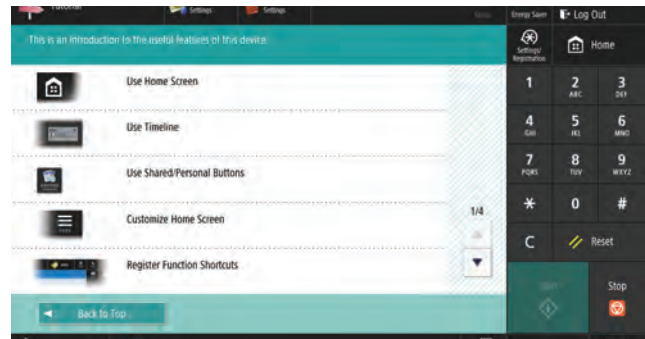 Tutorial
Settings
Settings
Energy Saver
Log Out
This is an introduction to the useful features of this device.
Settings/
Registration
Home
Use Home Screen
Use Timeline
Use Shared/Personal Buttons
Customize Home Screen
Register Function Shortcuts
1/4
Back to Top
1
2
ABC
3
DEF
4
GHI
5
JKL
6
MNO
7
PQRS
8
TUV
9
WXYZ
*
0
#
C
Reset
Start
Stop